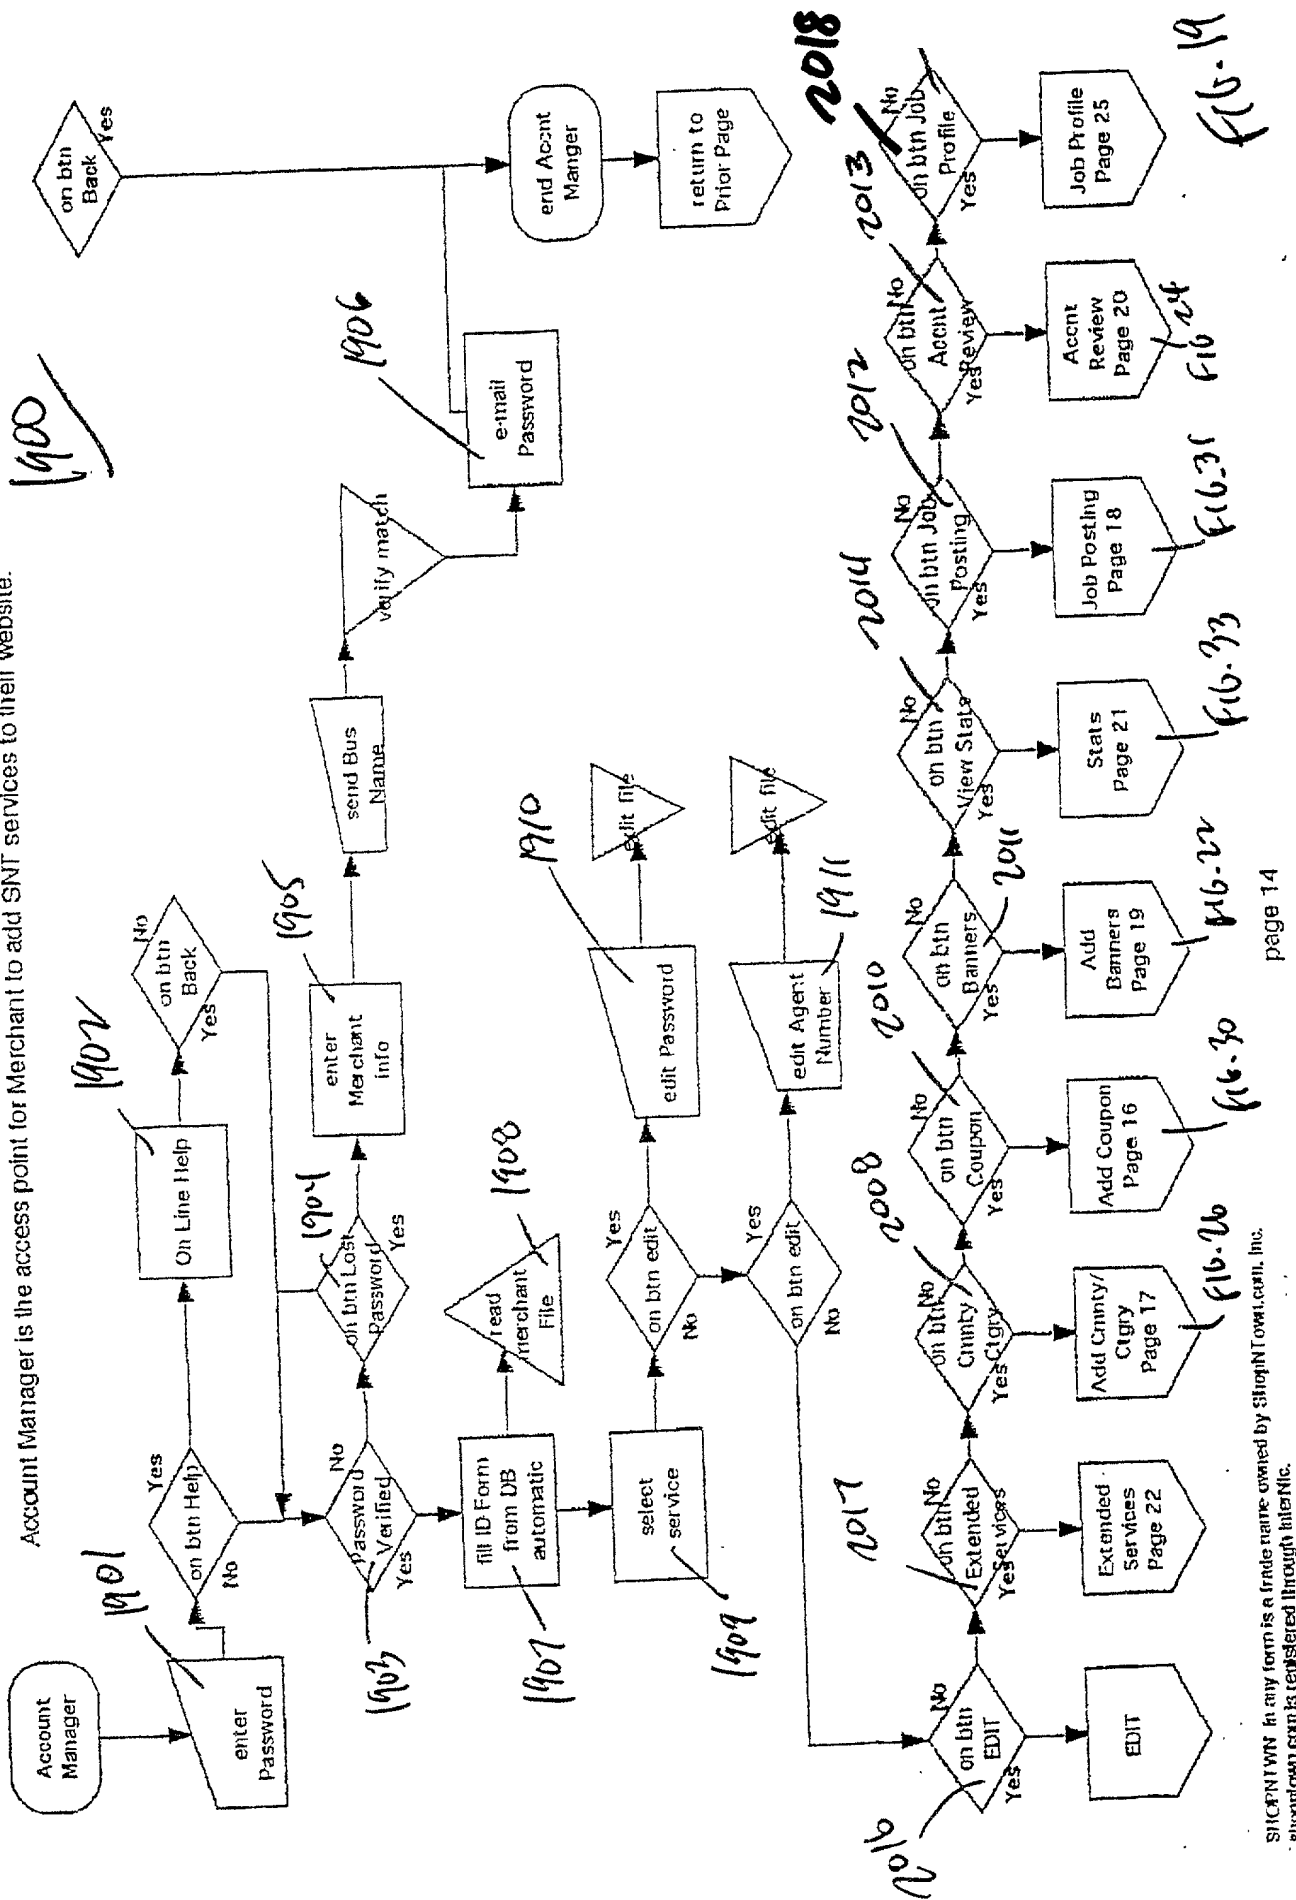 Account Manager is the access point for Merchant to add SNT services to their website.
1900
Account
Manager
1901
enter
Password
on btn Help
Yes
No
1902
On Line Help
on btn
Back
No
Yes
on btn
Back
Yes
1903
Password
Verified
No
Yes
1904
on btn Lost
Password
Yes
1905
enter
Merchant
info
send Bus
Name
verify match
1906
e-mail
Password
end Accnt
Manger
return to
Prior Page
1907
fill ID Form
from DB
automatic
1908
read
merchant
File
1909
select
service
on btn edit
Yes
No
1910
edit Password
edit file
on btn edit
Yes
No
1911
edit Agent
Number
edit file
2016
on btn
EDIT
No
Yes
EDIT
2017
on btn
Extended
Services
No
Yes
Extended
Services
Page 22
2008
on btn
Cmnty
Ctgry
No
Yes
Add Cmnty/
Ctgry
Page 17
FIG.26
2010
on btn
Coupon
No
Yes
Add Coupon
Page 16
FIG.30
2011
on btn
Banners
No
Yes
Add
Banners
Page 19
FIG.22
2014
on btn
View Stats
No
Yes
Stats
Page 21
FIG.33
2012
on btn Job
Posting
No
Yes
Job Posting
Page 18
FIG.31
2013
on btn
Accnt
Review
No
Yes
Accnt
Review
Page 20
FIG 24
2018
on btn Job
Profile
No
Yes
Job Profile
Page 25
FIG.19
page 14
SHOPNTWN in any form is a trade name owned by ShopNTown.com, Inc.
shopntown.com is registered through InterNic.